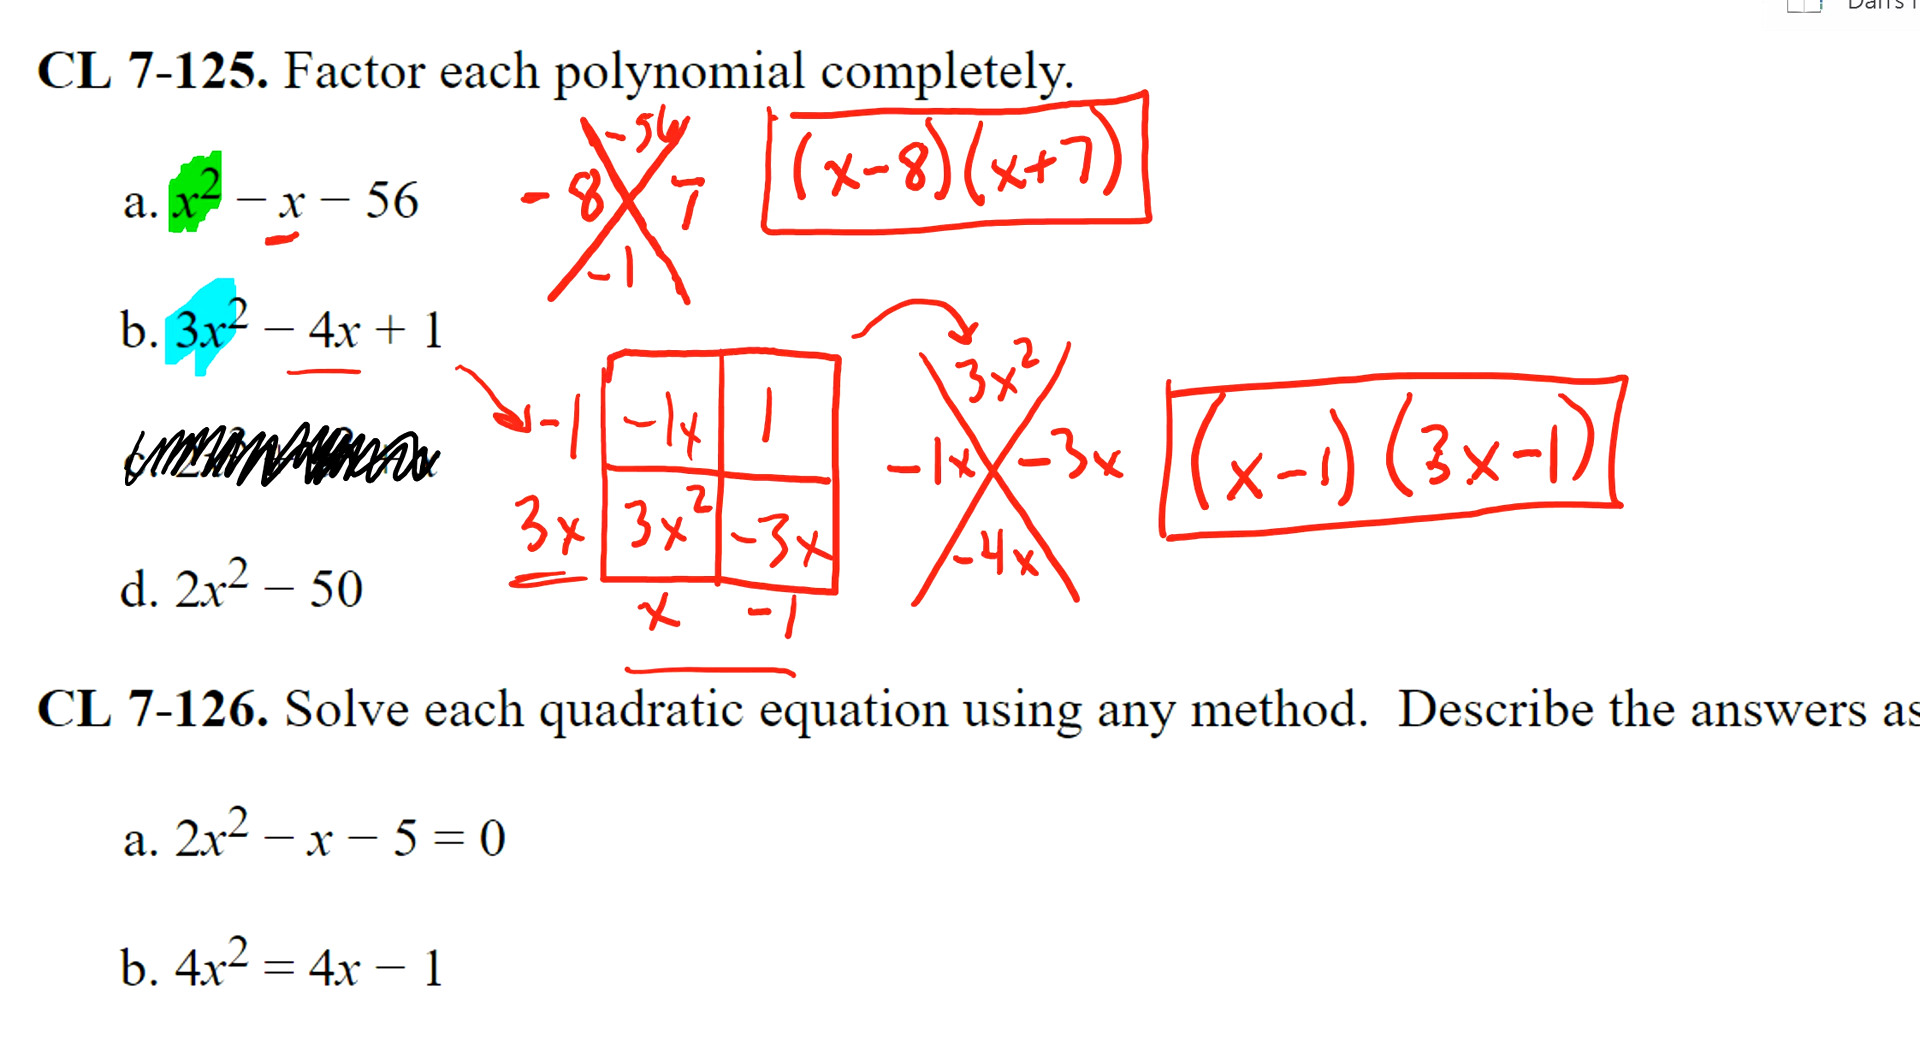 CL 7-125. Factor each polynomial completely.
a. x² − x − 56
-56
-8 7
-1
(x-8)(x+7)
b. 3x² − 4x + 1
-1 -1x 1
3x 3x² -3x
x -1
3x²
-1x -3x
-4x
(x-1)(3x-1)
d. 2x² − 50
CL 7-126. Solve each quadratic equation using any method. Describe the answers as
a. 2x² − x − 5 = 0
b. 4x² = 4x − 1